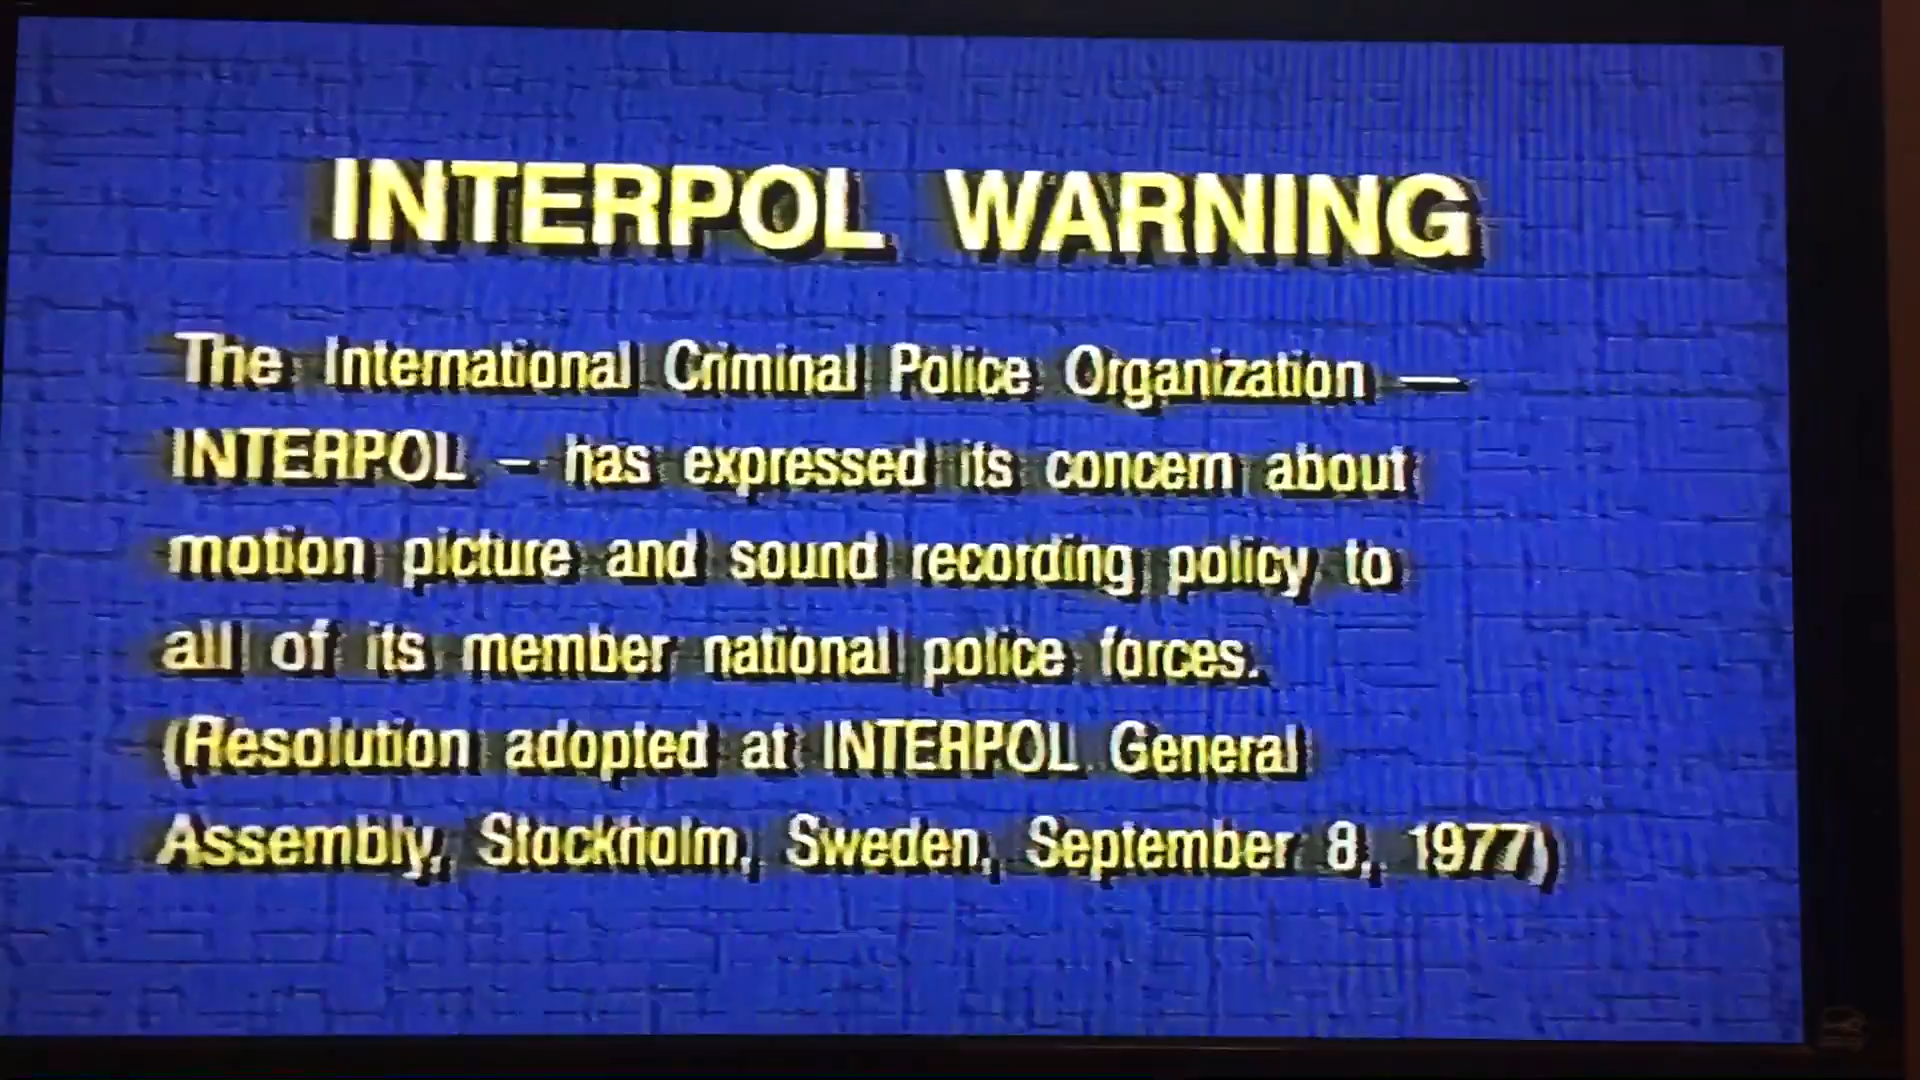 INTERPOL WARNING
The International Criminal Police Organization —
INTERPOL – has expressed its concern about
motion picture and sound recording policy to
all of its member national police forces.
(Resolution adopted at INTERPOL General
Assembly, Stockholm, Sweden, September 8, 1977)